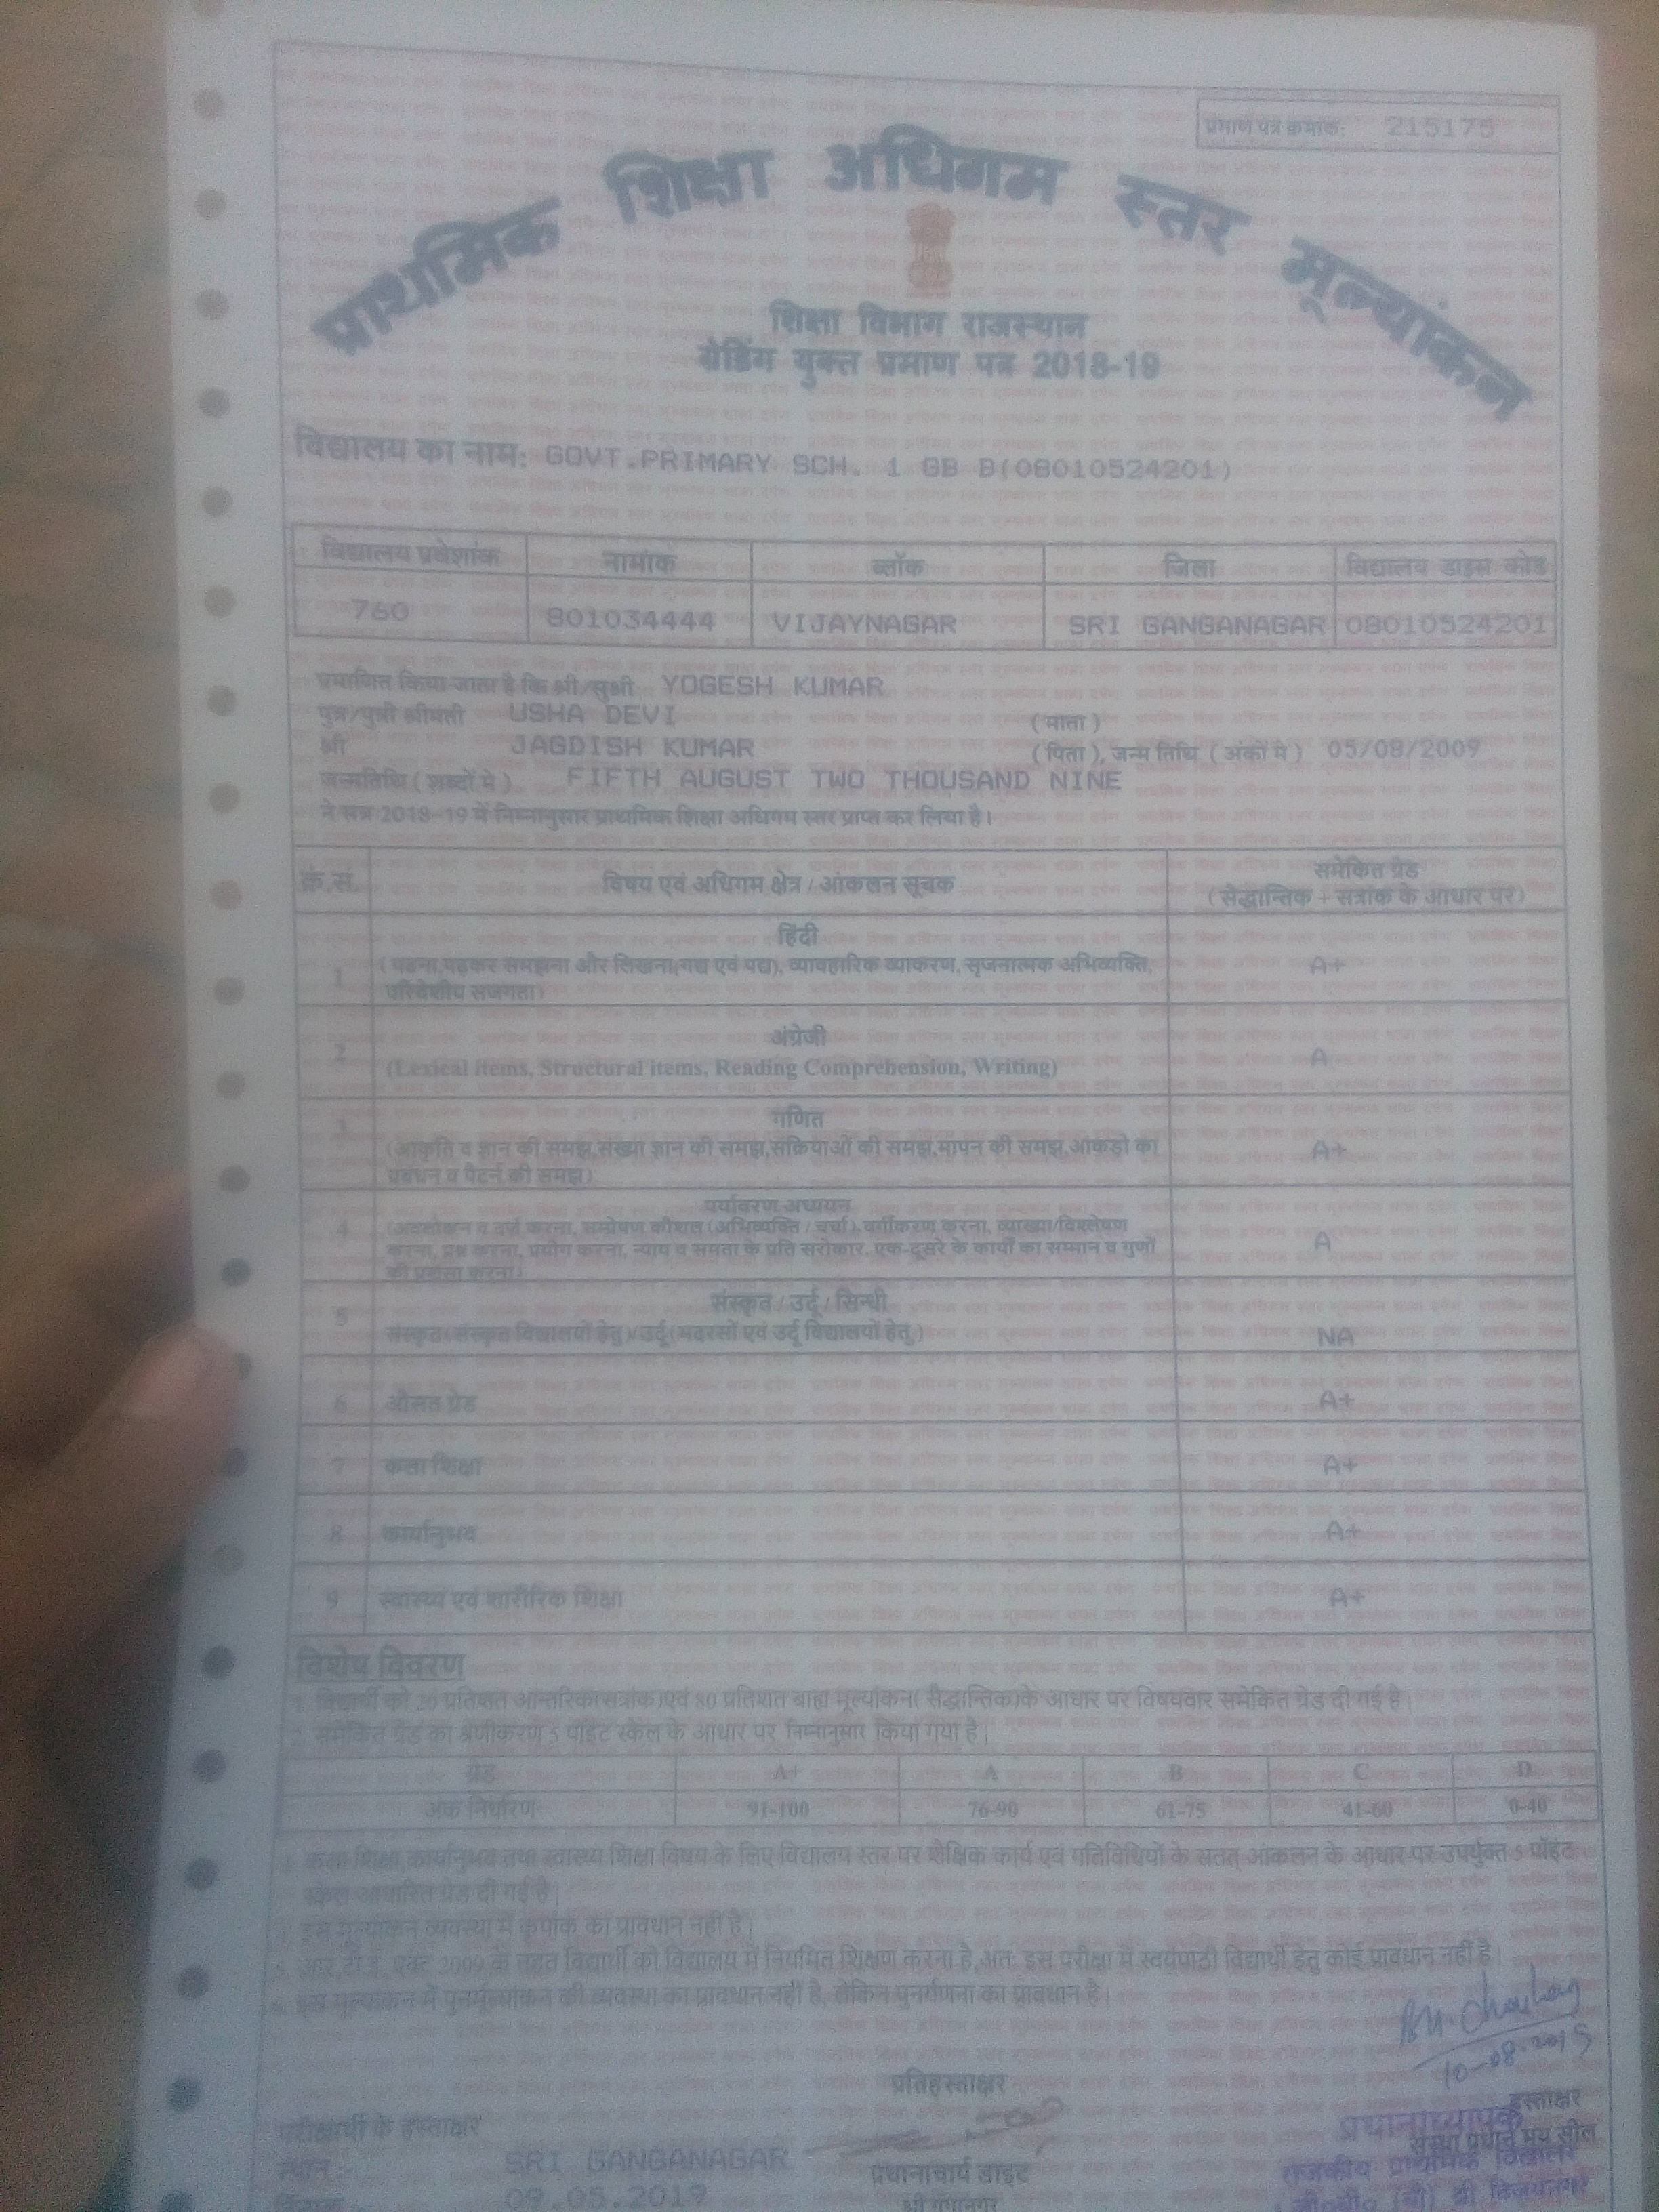 प्रमाण पत्र क्रमांक: 215175
प्राथमिक शिक्षा अधिगम स्तर मूल्यांकन
शिक्षा विभाग राजस्थान
ग्रेडिंग युक्त प्रमाण पत्र 2018-19
विद्यालय का नाम: GOVT.PRIMARY SCH. 1 GB B(08010524201)
विद्यालय प्रवेशांक नामांक ब्लॉक जिला विद्यालय डाइस कोड
760 801034444 VIJAYNAGAR SRI GANGANAGAR 08010524201
प्रमाणित किया जाता है कि श्री/सुश्री YOGESH KUMAR
पुत्र/पुत्री श्रीमती USHA DEVI (माता)
श्री JAGDISH KUMAR (पिता), जन्म तिथि (अंकों मे) 05/08/2009
जन्मतिथि (शब्दों मे) FIFTH AUGUST TWO THOUSAND NINE
ने सत्र 2018-19 में निम्नानुसार प्राथमिक शिक्षा अधिगम स्तर प्राप्त कर लिया है।
क्र.सं. विषय एवं अधिगम क्षेत्र / आंकलन सूचक समेकित ग्रेड
(सैद्धान्तिक + सत्रांक के आधार पर)
हिंदी
1 (पढना,पढ़कर समझना और लिखना,गद्य एवं पद्य), व्यावहारिक व्याकरण, सृजनात्मक अभिव्यक्ति, A+
परिवेशीय सजगता)
2 अंग्रेजी A
(Lexical items, Structural items, Reading Comprehension, Writing)
3 गणित
(आकृति व ज्ञान की समझ,संख्या ज्ञान की समझ,संक्रियाओं की समझ,मापन की समझ,आंकड़ो का A+
प्रबंधन व पैटर्न की समझ)
पर्यावरण अध्ययन
4 (अवलोकन व दर्ज करना, सम्प्रेषण कौशल (अभिव्यक्ति / चर्चा), वर्गीकरण करना, व्याख्या/विश्लेषण
करना, प्रश्न करना, प्रयोग करना, न्याय व समता के प्रति सरोकार, एक-दूसरे के कार्यों का सम्मान व गुणों A
की प्रशंसा करना)
5 संस्कृत / उर्दू / सिन्धी
संस्कृत(संस्कृत विद्यालयों हेतु)/उर्दू(मदरसों एवं उर्दू विद्यालयों हेतु) NA
6 औसत ग्रेड A+
7 कला शिक्षा A+
8 कार्यानुभव A+
9 स्वास्थ्य एवं शारीरिक शिक्षा A+
विशेष विवरण
1. विद्यार्थी को 20 प्रतिशत आन्तरिक(सत्रांक)एवं 80 प्रतिशत बाह्य मूल्यांकन( सैद्धान्तिक)के आधार पर विषयवार समेकित ग्रेड दी गई है।
2. समेकित ग्रेड का श्रेणीकरण 5 पॉइंट स्केल के आधार पर निम्नानुसार किया गया है।
ग्रेड A+ A B C D
अंक निर्धारण 91-100 76-90 61-75 41-60 0-40
3. कला शिक्षा कार्यानुभव तथा स्वास्थ्य शिक्षा विषय के लिए विद्यालय स्तर पर शैक्षिक कार्य एवं गतिविधियों के सतत् आंकलन के आधार पर उपर्युक्त 5 पॉइंट
स्केल आधारित ग्रेड दी गई है।
4. इस मूल्यांकन व्यवस्था में कृपांक का प्रावधान नहीं है।
5. आर.टी.ई. एक्ट 2009 के तहत विद्यार्थी को विद्यालय में नियमित शिक्षण करना है,अतः इस परीक्षा में स्वयंपाठी विद्यार्थी हेतु कोई प्रावधान नहीं है।
6. इस मूल्यांकन में पुनर्मूल्यांकन की व्यवस्था का प्रावधान नहीं है, लेकिन पुनर्गणना का प्रावधान है।
10-08-2019
प्रतिहस्ताक्षर
हस्ताक्षर
परीक्षार्थी के हस्ताक्षर प्रधानाध्यापक
संस्था प्रधान मय सील
स्थान:- SRI GANGANAGAR प्रधानाचार्य डाइट राजकीय प्राथमिक विद्यालय
दिनांक 09.05.2019 श्री गंगानगर